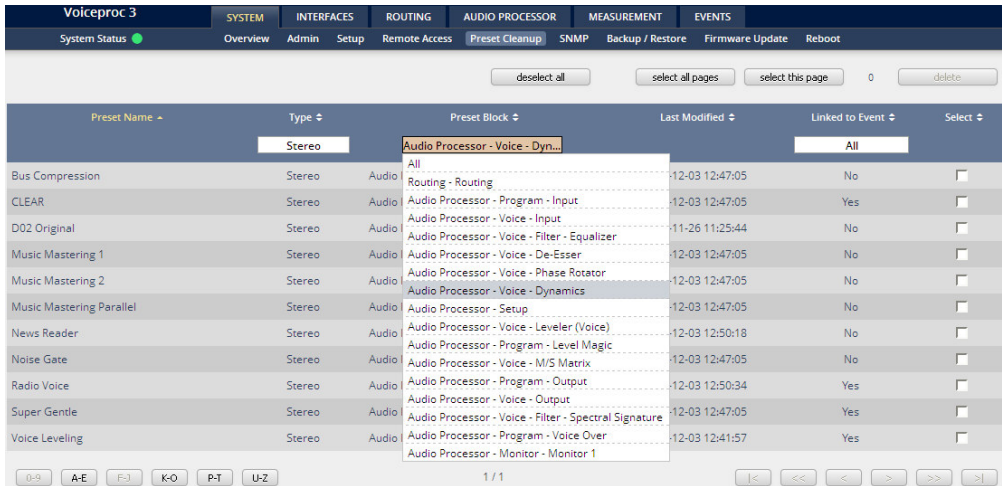 Voiceproc 3 SYSTEM INTERFACES ROUTING AUDIO PROCESSOR MEASUREMENT EVENTS
System Status Overview Admin Setup Remote Access Preset Cleanup SNMP Backup / Restore Firmware Update Reboot
deselect all select all pages select this page 0 delete
Preset Name Type Preset Block Last Modified Linked to Event Select
Stereo Audio Processor - Voice - Dyn... All
All
Bus Compression Stereo Audio -12-03 12:47:05 No
Routing - Routing
CLEAR Stereo Audio Audio Processor - Program - Input -12-03 12:47:05 Yes
Audio Processor - Voice - Input
D02 Original Stereo Audio -11-26 11:25:44 No
Audio Processor - Voice - Filter - Equalizer
Music Mastering 1 Stereo Audio Audio Processor - Voice - De-Esser -12-03 12:47:05 No
Audio Processor - Voice - Phase Rotator
Music Mastering 2 Stereo Audio -12-03 12:47:05 No
Audio Processor - Voice - Dynamics
Music Mastering Parallel Stereo Audio Audio Processor - Setup -12-03 12:47:05 No
Audio Processor - Voice - Leveler (Voice)
News Reader Stereo Audio -12-03 12:50:18 No
Audio Processor - Program - Level Magic
Noise Gate Stereo Audio Audio Processor - Voice - M/S Matrix -12-03 12:47:05 No
Audio Processor - Program - Output
Radio Voice Stereo Audio -12-03 12:50:34 Yes
Audio Processor - Voice - Output
Super Gentle Stereo Audio Audio Processor - Voice - Filter - Spectral Signature -12-03 12:47:05 Yes
Voice Leveling Stereo Audio Audio Processor - Program - Voice Over -12-03 12:41:57 Yes
Audio Processor - Monitor - Monitor 1
0-9 A-E F-J K-O P-T U-Z 1 / 1 |< << < > >> >|